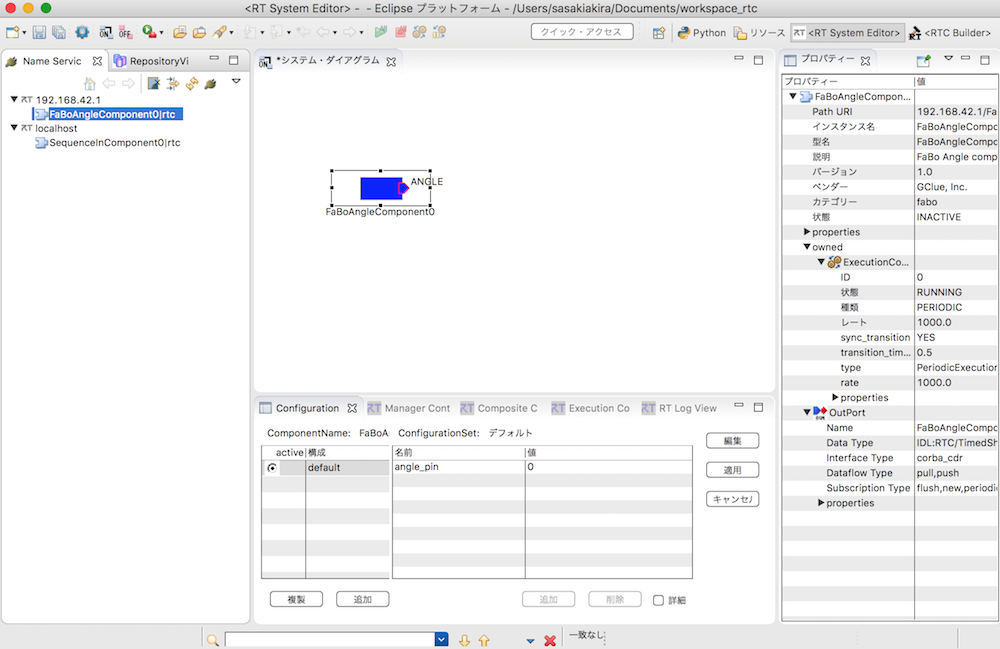 <RT System Editor> - - Eclipse プラットフォーム - /Users/sasakiakira/Documents/workspace_rtc
ON OFF
クイック・アクセス
Python
リソース
RT <RT System Editor>
<RTC Builder>
Name Servic
RepositoryVi
RT 192.168.42.1
FaBoAngleComponent0|rtc
RT localhost
SequenceInComponent0|rtc
ON *システム・ダイアグラム
ANGLE
FaBoAngleComponent0
Configuration
RT Manager Cont
RT Composite C
RT Execution Co
RT RT Log View
ComponentName: FaBoA
ConfigurationSet: デフォルト
active 構成
default
名前 値
angle_pin 0
編集
適用
キャンセル
複製
追加
追加
削除
詳細
プロパティー
プロパティー 値
FaBoAngleCompon...
Path URI 192.168.42.1/Fa
インスタンス名 FaBoAngleCompo
型名 FaBoAngleCompo
説明 FaBo Angle comp
バージョン 1.0
ベンダー GClue, Inc.
カテゴリー fabo
状態 INACTIVE
properties
owned
ExecutionCo...
ID 0
状態 RUNNING
種類 PERIODIC
レート 1000.0
sync_transition YES
transition_tim... 0.5
type PeriodicExecution
rate 1000.0
properties
OutPort
Name FaBoAngleCompo
Data Type IDL:RTC/TimedSh
Interface Type corba_cdr
Dataflow Type pull,push
Subscription Type flush,new,periodic
properties
一致なし